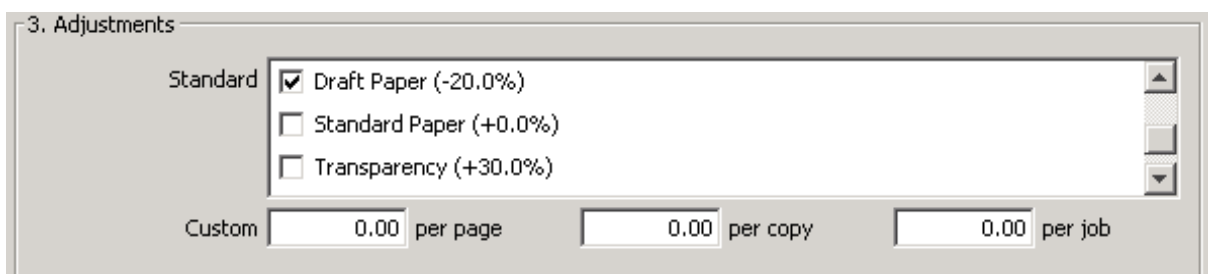 3. Adjustments
Standard
Draft Paper (-20.0%)
Standard Paper (+0.0%)
Transparency (+30.0%)
Custom 0.00 per page 0.00 per copy 0.00 per job